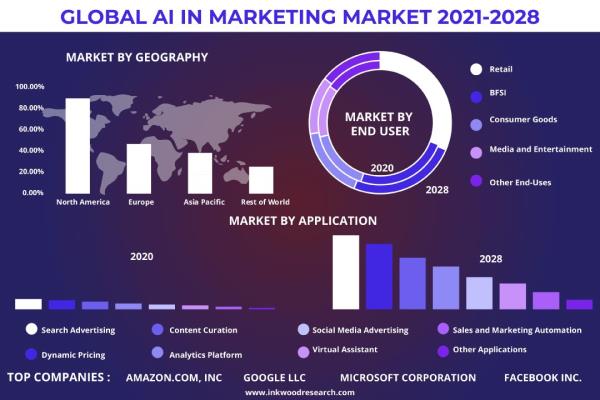 GLOBAL AI IN MARKETING MARKET 2021-2028
MARKET BY GEOGRAPHY
100.00%
80.00%
60.00%
40.00%
20.00%
0.00%
North America
Europe
Asia Pacific
Rest of World
MARKET BY
END USER
2020
2028
Retail
BFSI
Consumer Goods
Media and Entertainment
Other End-Uses
MARKET BY APPLICATION
2020
2028
Search Advertising
Content Curation
Social Media Advertising
Sales and Marketing Automation
Dynamic Pricing
Analytics Platform
Virtual Assistant
Other Applications
TOP COMPANIES : AMAZON.COM, INC GOOGLE LLC MICROSOFT CORPORATION FACEBOOK INC.
www.inkwoodresearch.com